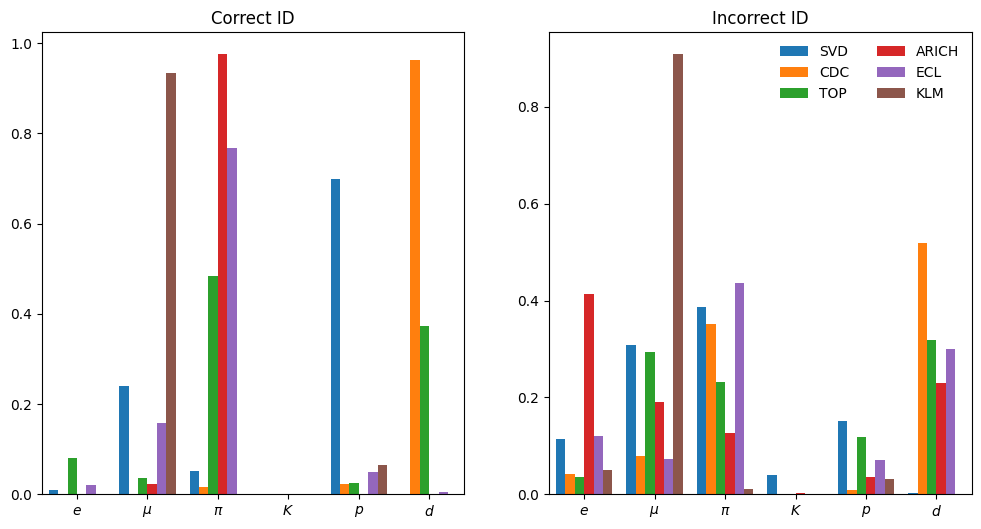 Correct ID
1.0
0.8
0.6
0.4
0.2
0.0
e μ π K p d
Incorrect ID
SVD ARICH
CDC ECL
TOP KLM
0.8
0.6
0.4
0.2
0.0
e μ π K p d